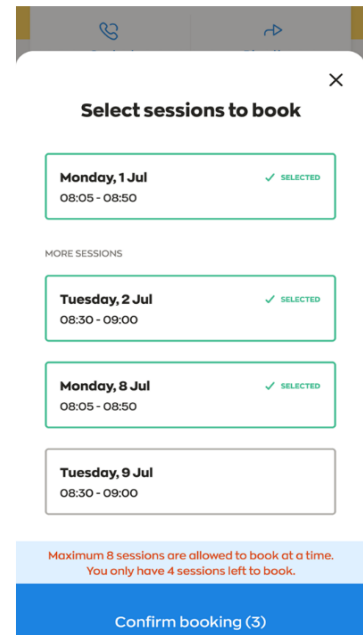 Select sessions to book
Monday, 1 Jul
SELECTED
08:05 - 08:50
MORE SESSIONS
Tuesday, 2 Jul
SELECTED
08:30 - 09:00
Monday, 8 Jul
SELECTED
08:05 - 08:50
Tuesday, 9 Jul
08:30 - 09:00
Maximum 8 sessions are allowed to book at a time.
You only have 4 sessions left to book.
Confirm booking (3)